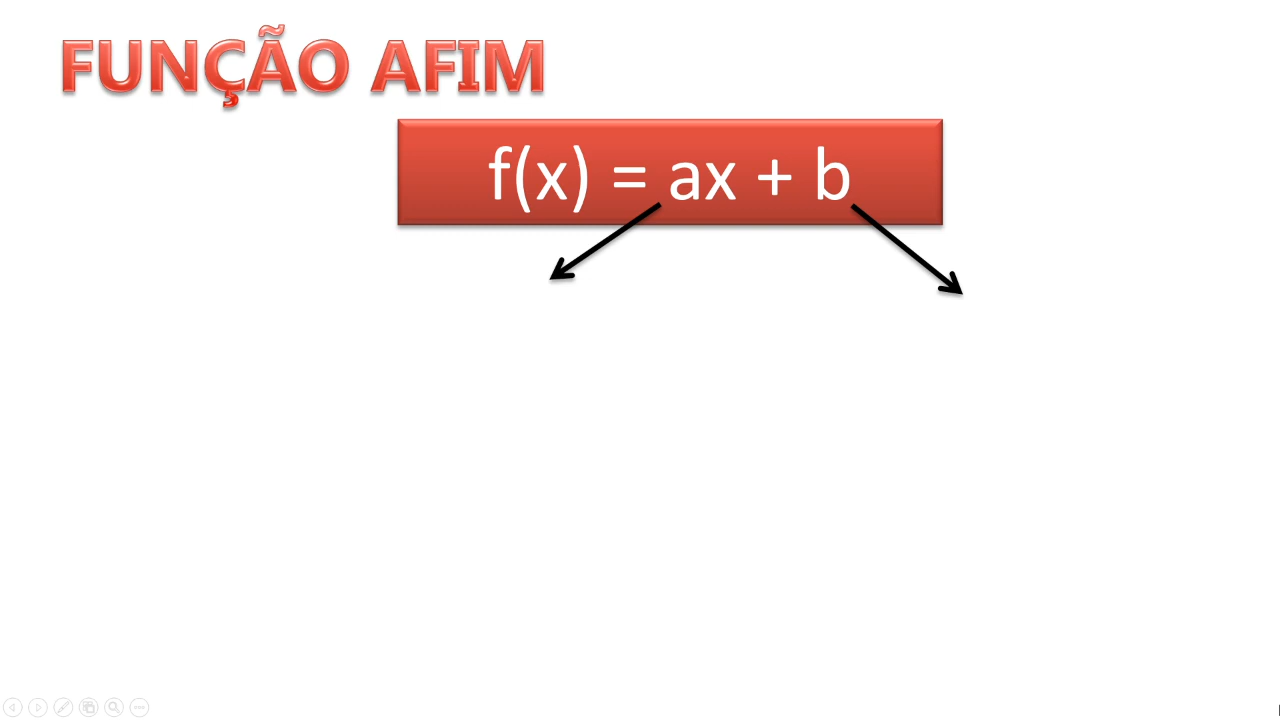 FUNÇÃO AFIM
f(x) = ax + b